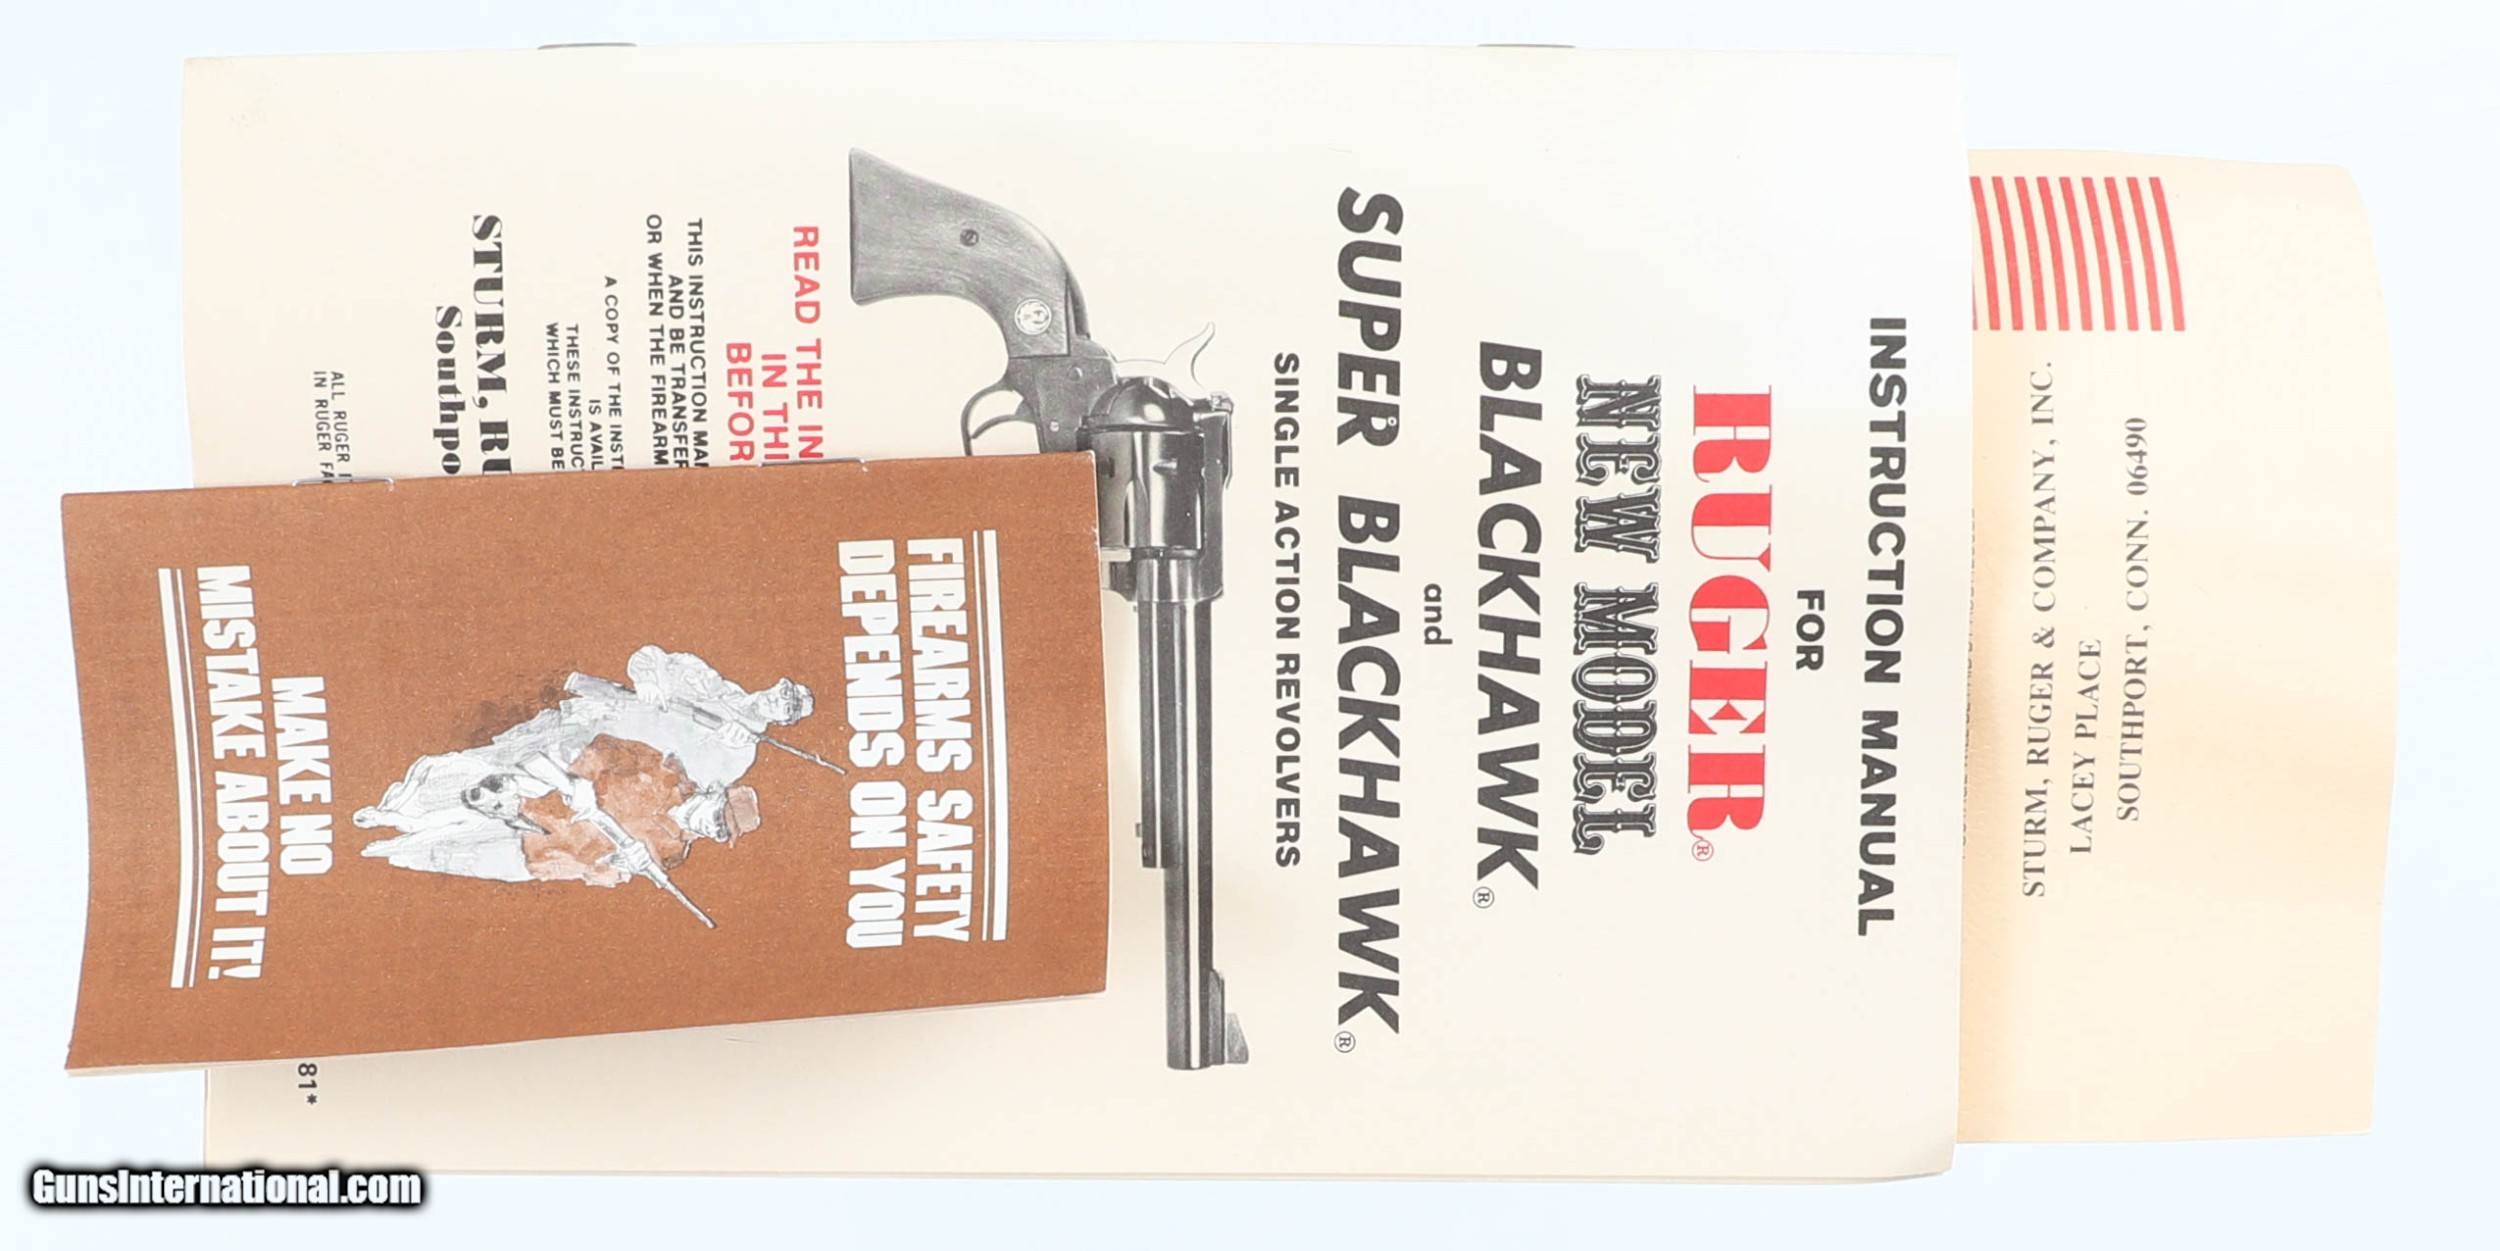 INSTRUCTION MANUAL
FOR
RUGER®
NEW MODEL
BLACKHAWK®
and
SUPER BLACKHAWK®
SINGLE ACTION REVOLVERS
READ THE IN
IN THI
BEFOR
THIS INSTRUCTION MAN
AND BE TRANSFER
OR WHEN THE FIREARM
A COPY OF THE INST
IS AVAIL
THESE INSTRUC
WHICH MUST BE
STURM, RU
Southpo
ALL RUGER
IN RUGER FA
81*
FIREARMS SAFETY
DEPENDS ON YOU
MAKE NO
MISTAKE ABOUT IT!
STURM, RUGER & COMPANY, INC.
LACEY PLACE
SOUTHPORT, CONN. 06490
GunsInternational.com